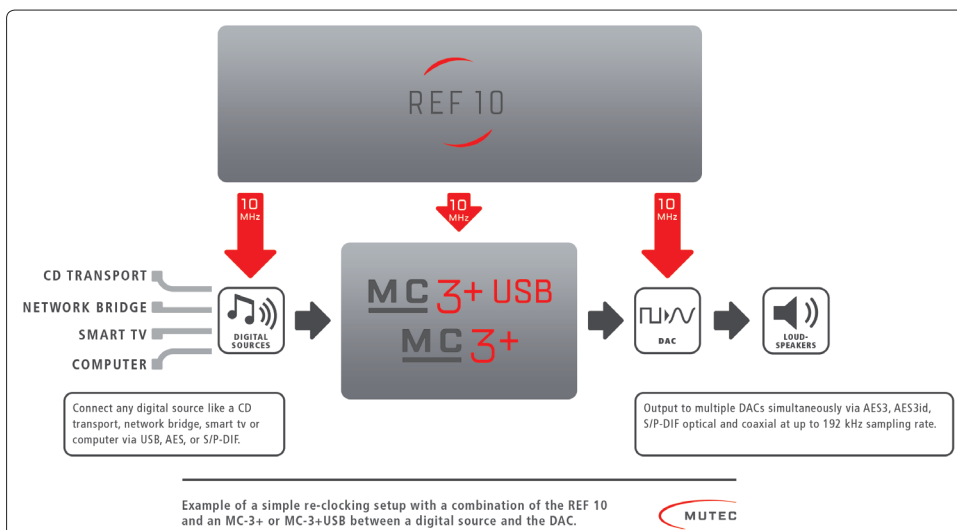 REF 10
10
MHz
10
MHz
10
MHz
CD TRANSPORT
NETWORK BRIDGE
SMART TV
COMPUTER
DIGITAL
SOURCES
MC 3+ USB
MC 3+
DAC
LOUD-
SPEAKERS
Connect any digital source like a CD
transport, network bridge, smart tv or
computer via USB, AES, or S/P-DIF.
Output to multiple DACs simultaneously via AES3, AES3id,
S/P-DIF optical and coaxial at up to 192 kHz sampling rate.
Example of a simple re-clocking setup with a combination of the REF 10
and an MC-3+ or MC-3+USB between a digital source and the DAC.
MUTEC